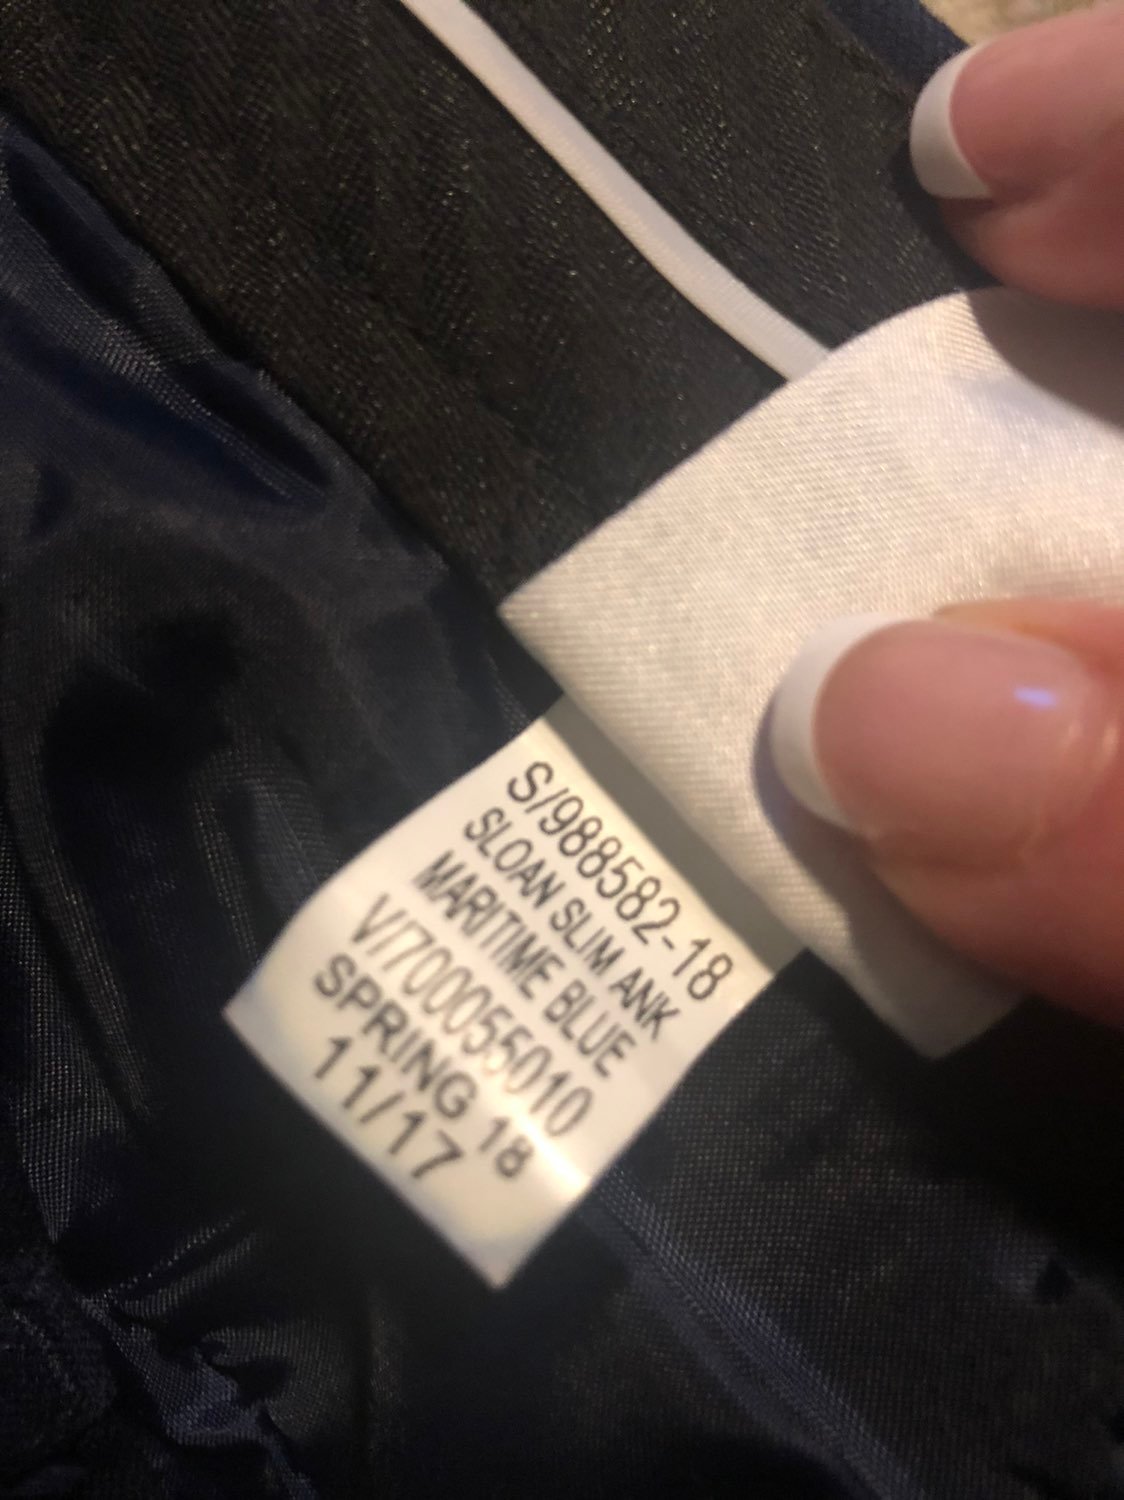 S/988582-18
SLOAN SLIM ANK
MARITIME BLUE
V/700055010
SPRING 18
11/17